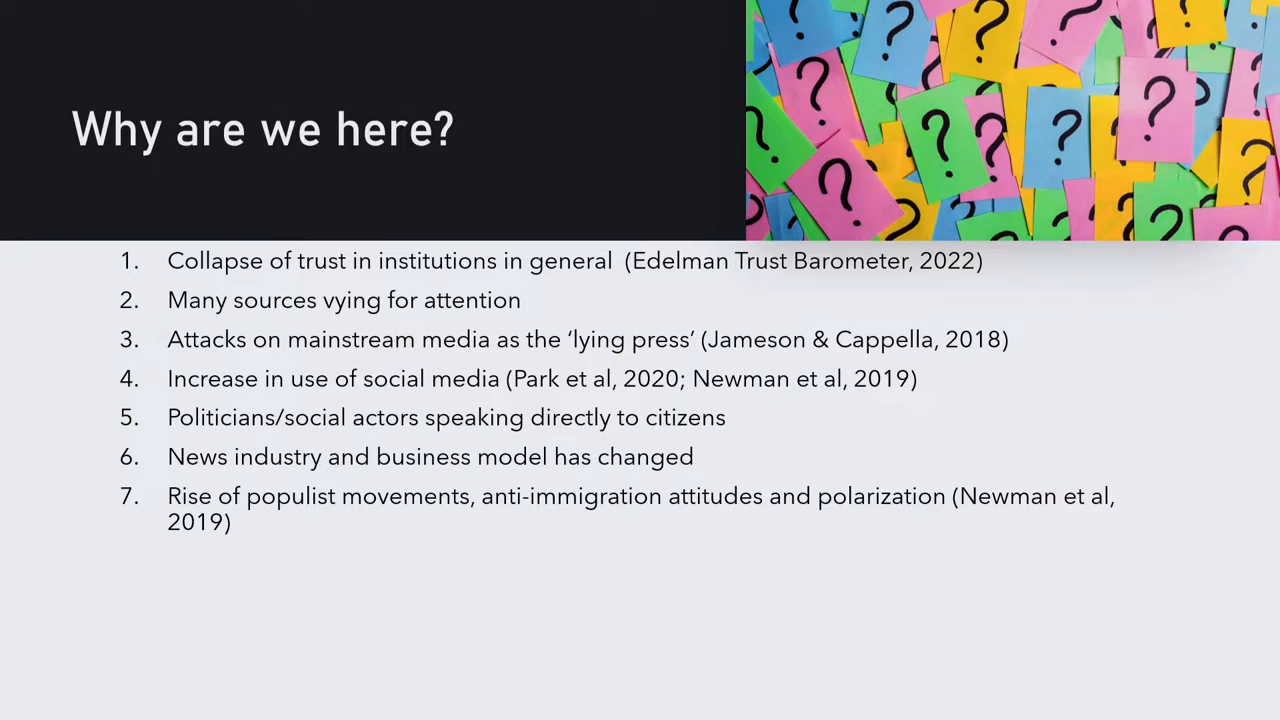 Why are we here?
1. Collapse of trust in institutions in general  (Edelman Trust Barometer, 2022)
2. Many sources vying for attention
3. Attacks on mainstream media as the ‘lying press’ (Jameson & Cappella, 2018)
4. Increase in use of social media (Park et al, 2020; Newman et al, 2019)
5. Politicians/social actors speaking directly to citizens
6. News industry and business model has changed
7. Rise of populist movements, anti-immigration attitudes and polarization (Newman et al,
2019)